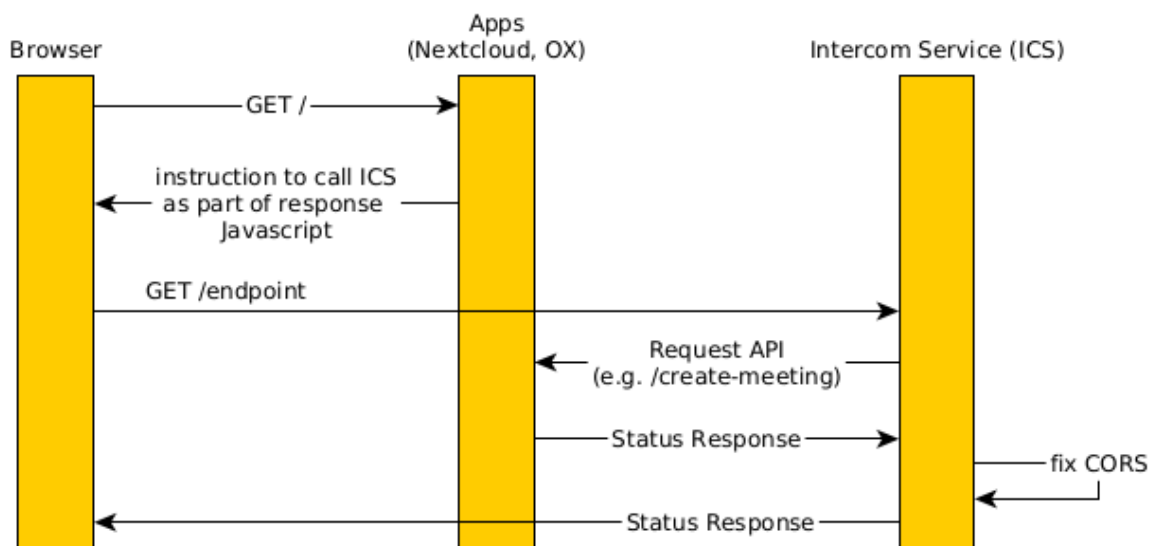 Browser
Apps
(Nextcloud, OX)
Intercom Service (ICS)
GET /
instruction to call ICS
as part of response
Javascript
GET /endpoint
Request API
(e.g. /create-meeting)
Status Response
fix CORS
Status Response